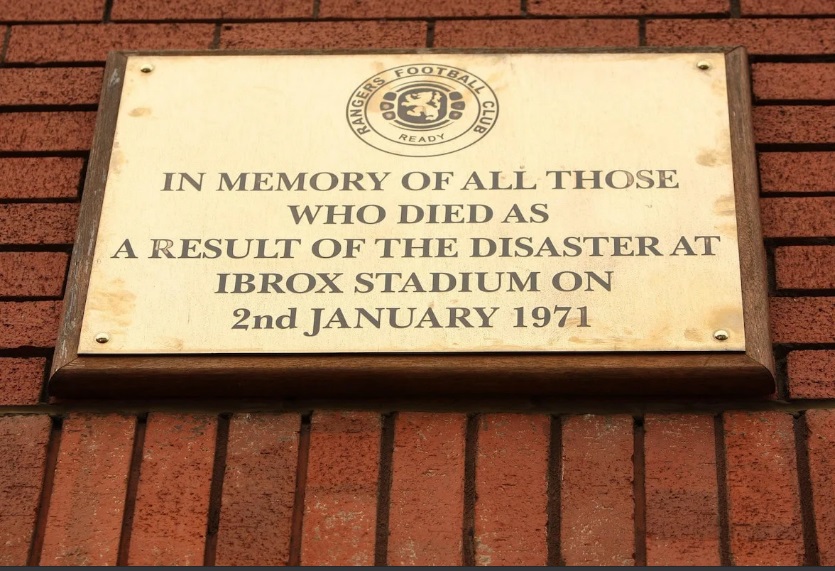 RANGERS FOOTBALL CLUB
READY
IN MEMORY OF ALL THOSE
WHO DIED AS
A RESULT OF THE DISASTER AT
IBROX STADIUM ON
2nd JANUARY 1971